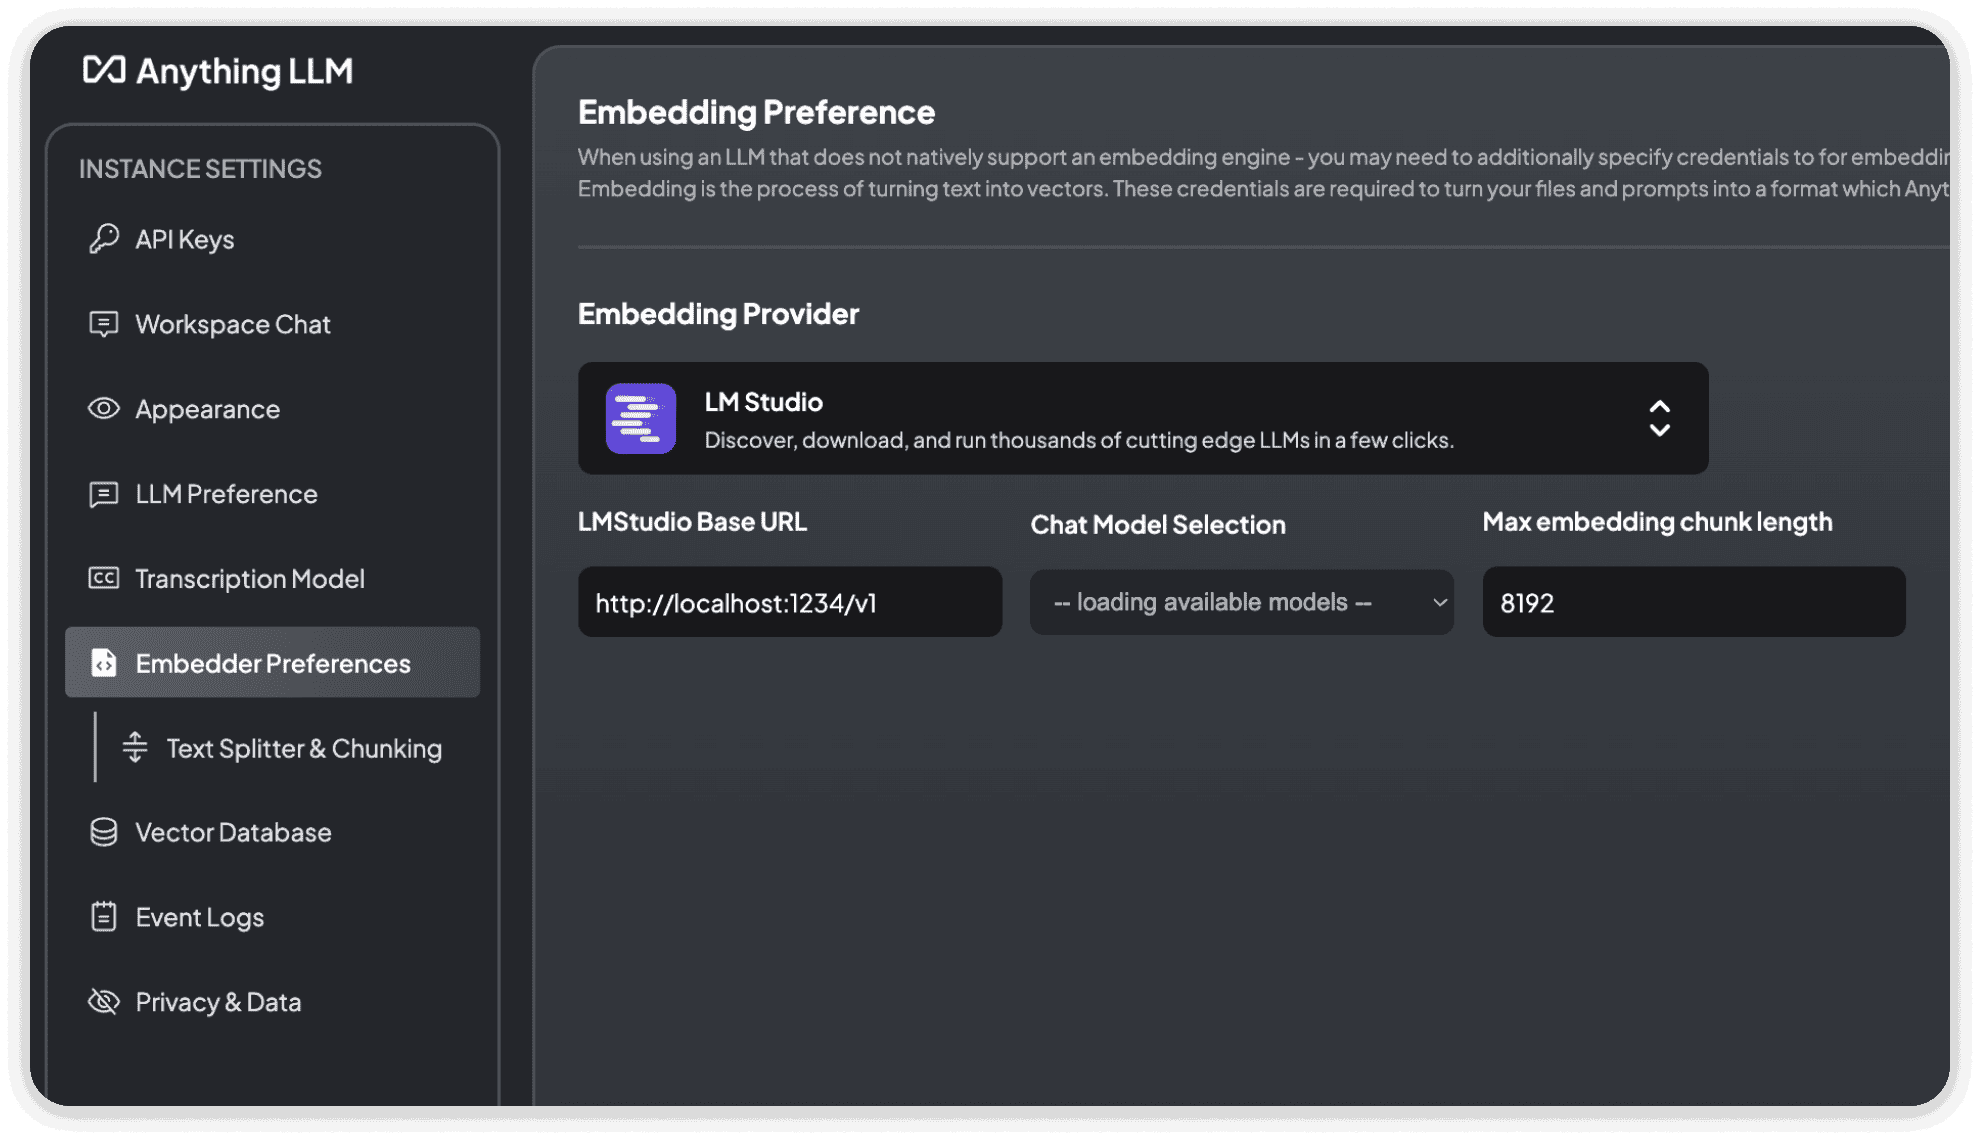 Anything LLM
INSTANCE SETTINGS
API Keys
Workspace Chat
Appearance
LLM Preference
CC Transcription Model
Embedder Preferences
Text Splitter & Chunking
Vector Database
Event Logs
Privacy & Data
Embedding Preference
When using an LLM that does not natively support an embedding engine - you may need to additionally specify credentials to for embeddin
Embedding is the process of turning text into vectors. These credentials are required to turn your files and prompts into a format which Anyt
Embedding Provider
LM Studio
Discover, download, and run thousands of cutting edge LLMs in a few clicks.
LMStudio Base URL
http://localhost:1234/v1
Chat Model Selection
-- loading available models --
Max embedding chunk length
8192